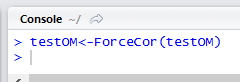 Console ~/
> testOM<-ForceCor(testOM)
>